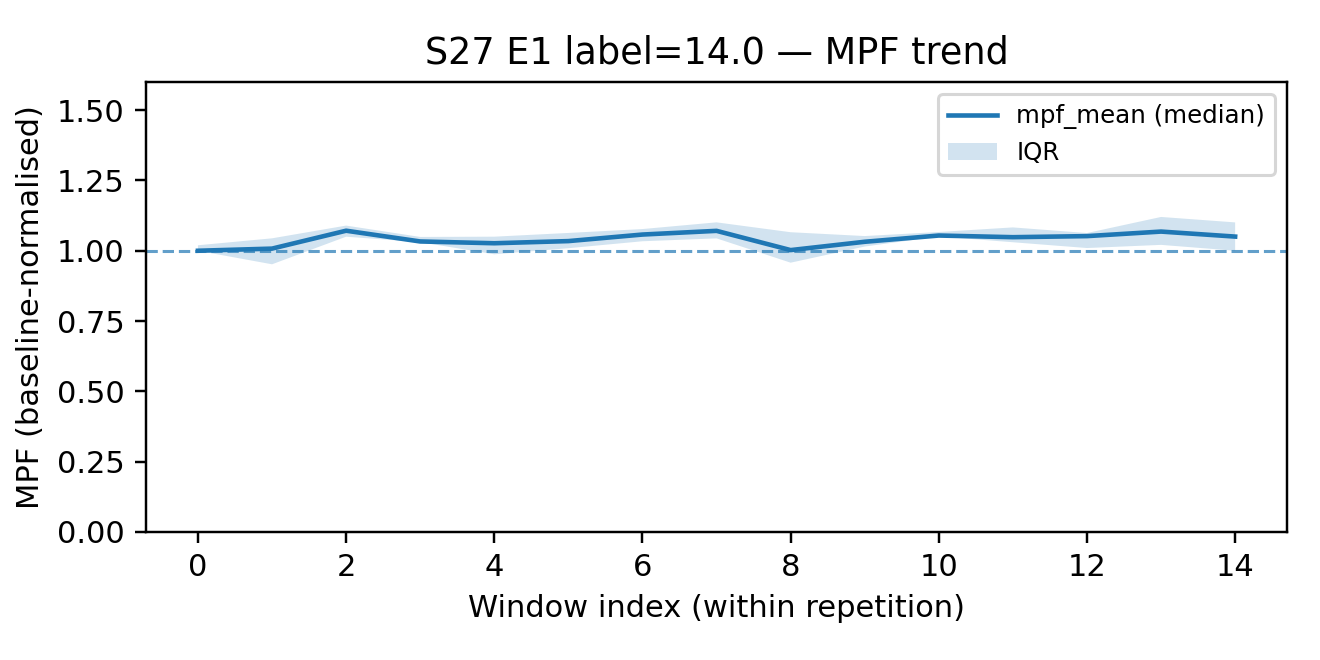 S27 E1 label=14.0 — MPF trend
mpf_mean (median)
IQR
MPF (baseline-normalised)
1.50
1.25
1.00
0.75
0.50
0.25
0.00
0 2 4 6 8 10 12 14
Window index (within repetition)